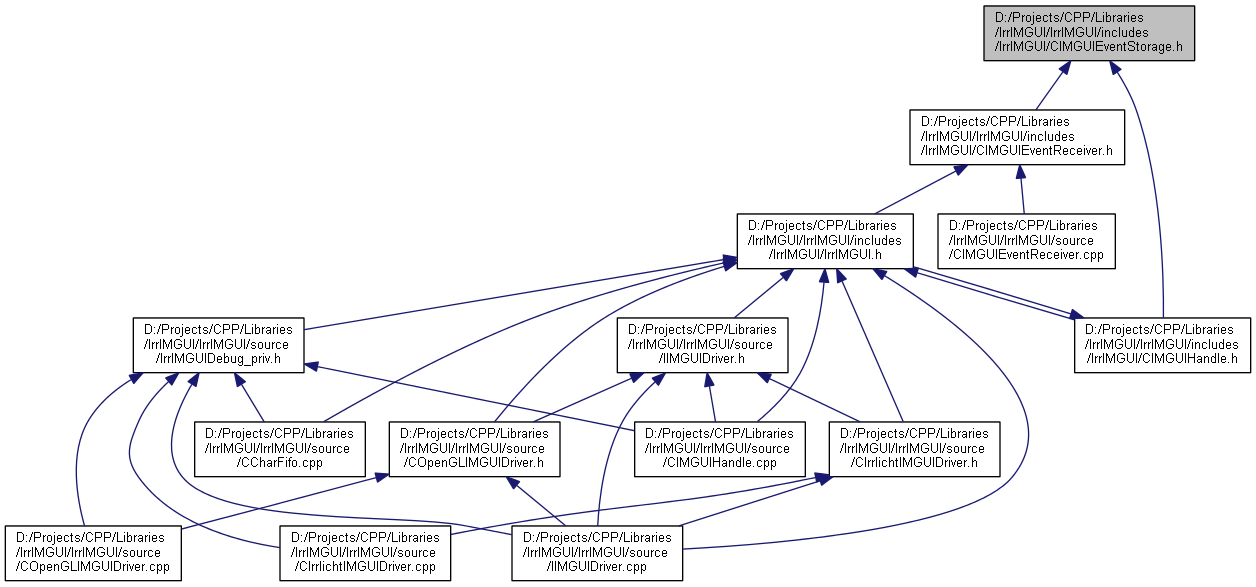 D:/Projects/CPP/Libraries
/IrrIMGUI/IrrIMGUI/includes
/IrrIMGUI/CIMGUIEventStorage.h
D:/Projects/CPP/Libraries
/IrrIMGUI/IrrIMGUI/includes
/IrrIMGUI/CIMGUIEventReceiver.h
D:/Projects/CPP/Libraries
/IrrIMGUI/IrrIMGUI/includes
/IrrIMGUI/IrrIMGUI.h
D:/Projects/CPP/Libraries
/IrrIMGUI/IrrIMGUI/source
/CIMGUIEventReceiver.cpp
D:/Projects/CPP/Libraries
/IrrIMGUI/IrrIMGUI/source
/IrrIMGUIDebug_priv.h
D:/Projects/CPP/Libraries
/IrrIMGUI/IrrIMGUI/source
/IIMGUIDriver.h
D:/Projects/CPP/Libraries
/IrrIMGUI/IrrIMGUI/includes
/IrrIMGUI/CIMGUIHandle.h
D:/Projects/CPP/Libraries
/IrrIMGUI/IrrIMGUI/source
/CCharFifo.cpp
D:/Projects/CPP/Libraries
/IrrIMGUI/IrrIMGUI/source
/COpenGLIMGUIDriver.h
D:/Projects/CPP/Libraries
/IrrIMGUI/IrrIMGUI/source
/CIMGUIHandle.cpp
D:/Projects/CPP/Libraries
/IrrIMGUI/IrrIMGUI/source
/CIrrlichtIMGUIDriver.h
D:/Projects/CPP/Libraries
/IrrIMGUI/IrrIMGUI/source
/COpenGLIMGUIDriver.cpp
D:/Projects/CPP/Libraries
/IrrIMGUI/IrrIMGUI/source
/CIrrlichtIMGUIDriver.cpp
D:/Projects/CPP/Libraries
/IrrIMGUI/IrrIMGUI/source
/IIMGUIDriver.cpp